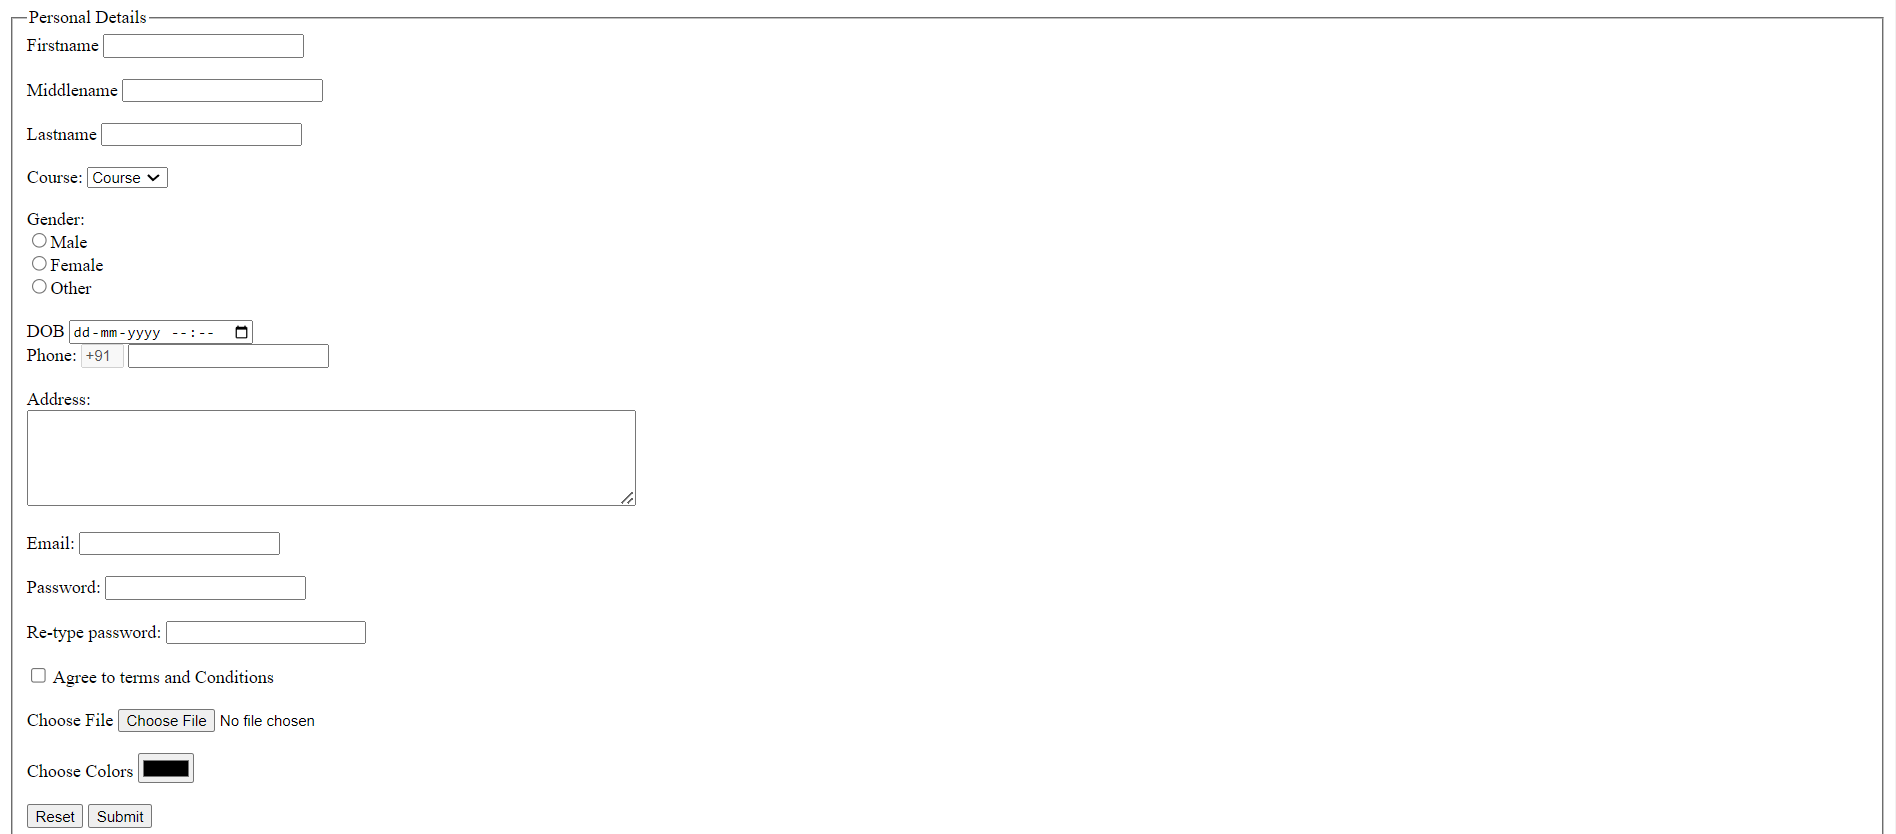 Personal Details
Firstname
Middlename
Lastname
Course: Course
Gender:
Male
Female
Other
DOB dd-mm-yyyy --:--
Phone: +91
Address:
Email:
Password:
Re-type password:
Agree to terms and Conditions
Choose File Choose File No file chosen
Choose Colors
Reset Submit